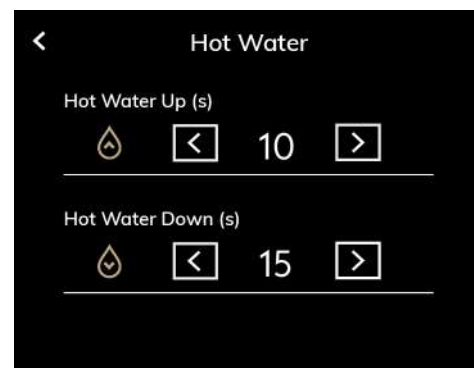 Hot Water
Hot Water Up (s)
10
Hot Water Down (s)
15